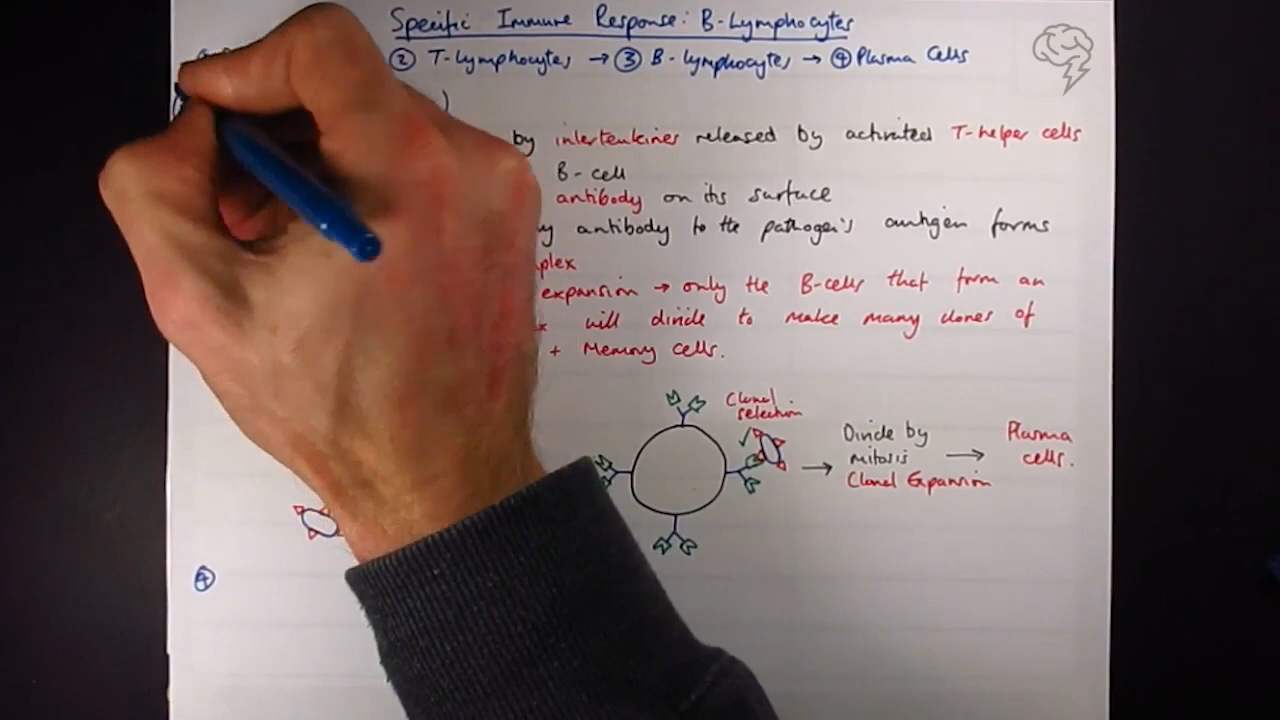 Specific Immune Response: B-Lymphocytes
② T-Lymphocytes → ③ B-lymphocytes → ④ Plasma Cells
)
by interleukines released by activated T-helper cells
B-cell
antibody on its surface
antibody to the pathogen's antigen forms
plex
expansion → only the B-cells that form an
x will divide to make many clones of
+ Memory cells.
Clonal
selection
✓
Divide by
mitosis
Clonal Expansion
→
→
Plasma
cells.
④